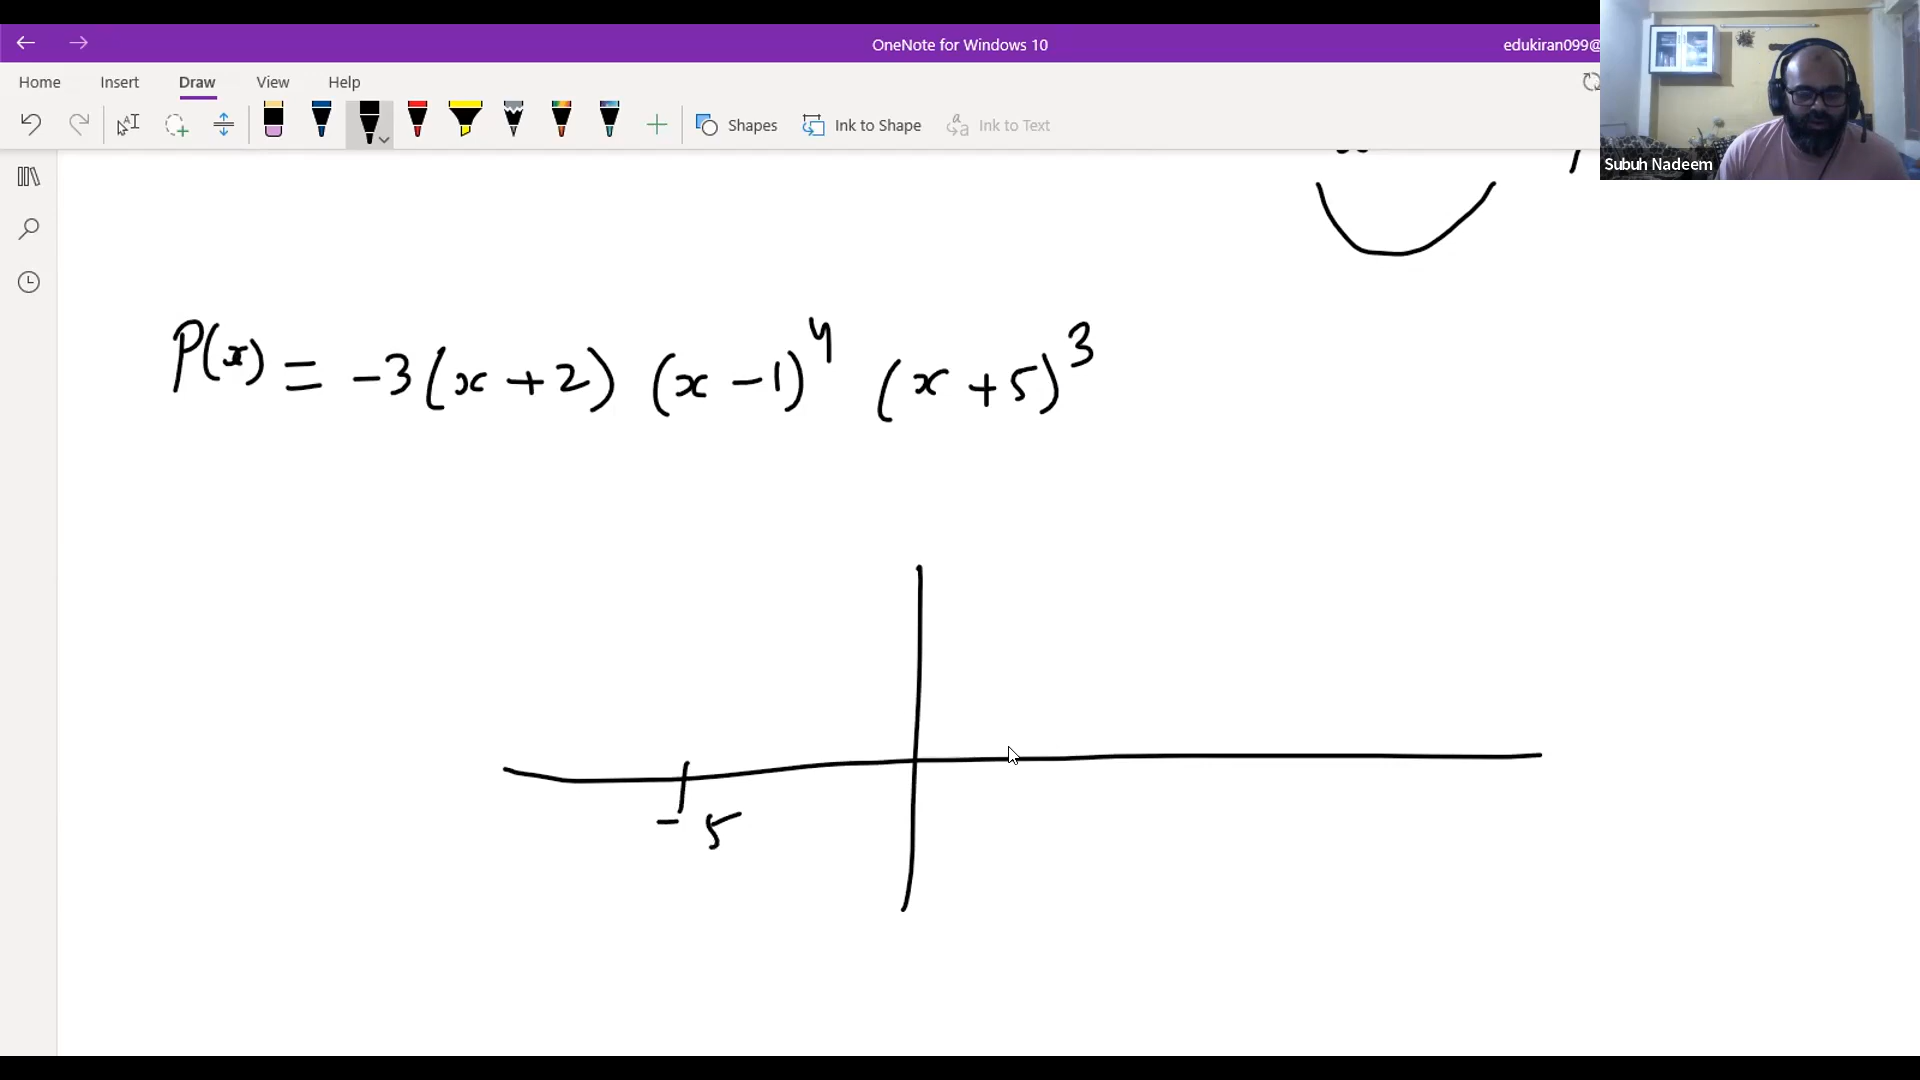 OneNote for Windows 10
edukiran099@
Home Insert Draw View Help
Shapes Ink to Shape Ink to Text
Subuh Nadeem
P(x) = -3(x+2) (x-1)^4 (x+5)^3
-5